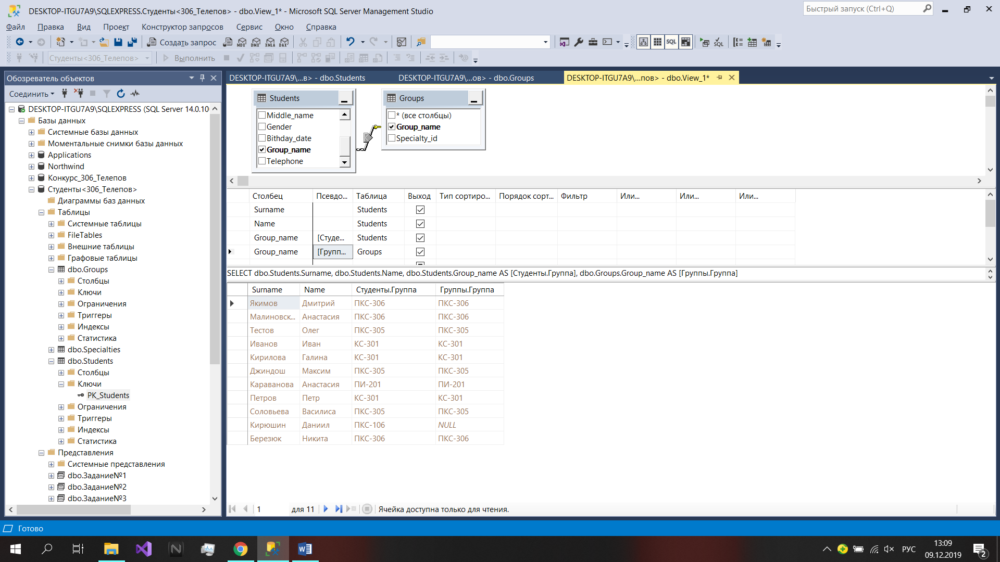 DESKTOP-ITGU7A9\SQLEXPRESS.Студенты<306_Телепов> - dbo.View_1* - Microsoft SQL Server Management Studio
Быстрый запуск (Ctrl+Q)
Файл Правка Вид Проект Конструктор запросов Сервис Окно Справка
Создать запрос MDX DMX XMLA DAX SQL SQL
Студенты<306_Телепов> Выполнить
Обозреватель объектов
Соединить
DESKTOP-ITGU7A9\SQLEXPRESS (SQL Server 14.0.10
Базы данных
Системные базы данных
Моментальные снимки базы данных
Applications
Northwind
Конкурс_306_Телепов
Студенты<306_Телепов>
Диаграммы баз данных
Таблицы
Системные таблицы
FileTables
Внешние таблицы
Графовые таблицы
dbo.Groups
Столбцы
Ключи
Ограничения
Триггеры
Индексы
Статистика
dbo.Specialties
dbo.Students
Столбцы
Ключи
PK_Students
Ограничения
Триггеры
Индексы
Статистика
Представления
Системные представления
dbo.Задание№1
dbo.Задание№2
dbo.Задание№3
DESKTOP-ITGU7A9\...в> - dbo.Students DESKTOP-ITGU7A9\...ов> - dbo.Groups DESKTOP-ITGU7A9\...пов> - dbo.View_1*
Students
Middle_name
Gender
Bithday_date
Group_name
Telephone
Groups
* (все столбцы)
Group_name
Specialty_id
Столбец Псевдо... Таблица Выход Тип сортиро... Порядок сорт... Фильтр Или... Или... Или...
Surname Students
Name Students
Group_name [Студе... Students
Group_name [Групп... Groups
SELECT dbo.Students.Surname, dbo.Students.Name, dbo.Students.Group_name AS [Студенты.Группа], dbo.Groups.Group_name AS [Группы.Группа]
Surname Name Студенты.Группа Группы.Группа
Якимов Дмитрий ПКС-306 ПКС-306
Малиновск... Анастасия ПКС-306 ПКС-306
Тестов Олег ПКС-305 ПКС-305
Иванов Иван КС-301 КС-301
Кирилова Галина КС-301 КС-301
Джиндош Максим ПКС-305 ПКС-305
Караванова Анастасия ПИ-201 ПИ-201
Петров Петр КС-301 КС-301
Соловьева Василиса ПКС-305 ПКС-305
Кирюшин Даниил ПКС-106 NULL
Березюк Никита ПКС-306 ПКС-306
1 для 11 Ячейка доступна только для чтения.
Готово
РУС 13:09
09.12.2019
2